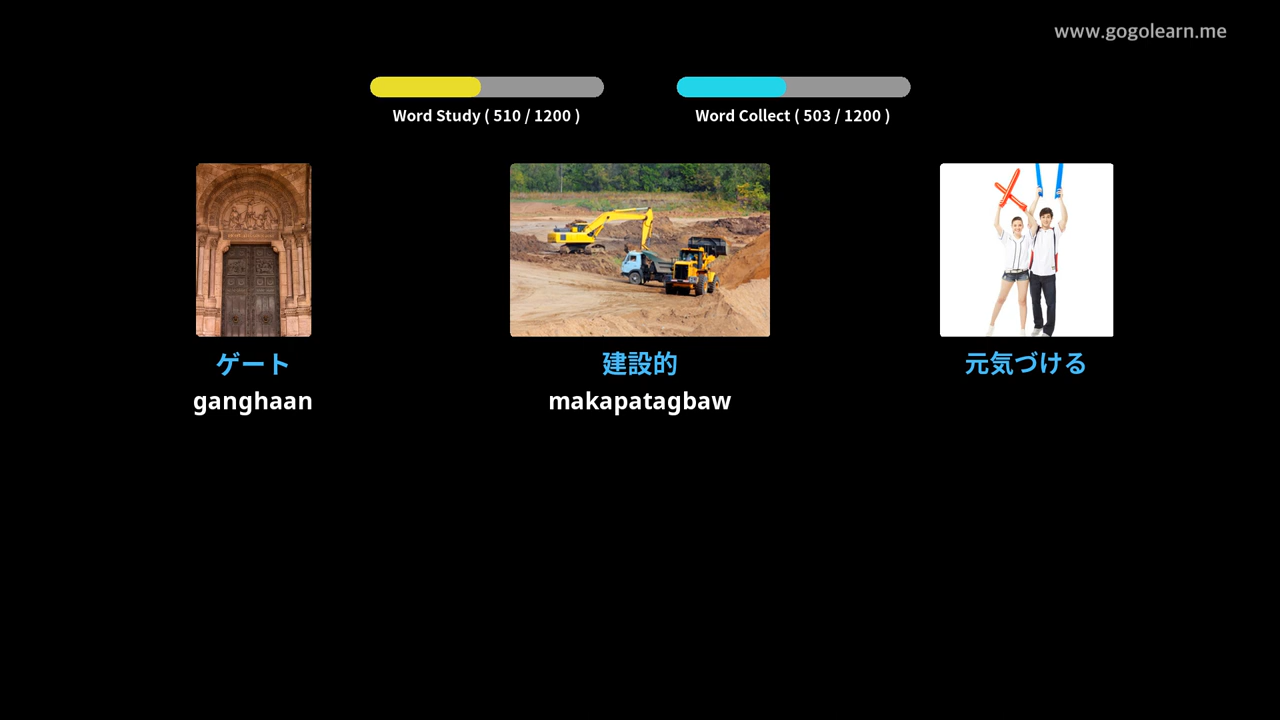 www.gogolearn.me
Word Study ( 510 / 1200 )
Word Collect ( 503 / 1200 )
ゲート
建設的
元気づける
ganghaan
makapatagbaw